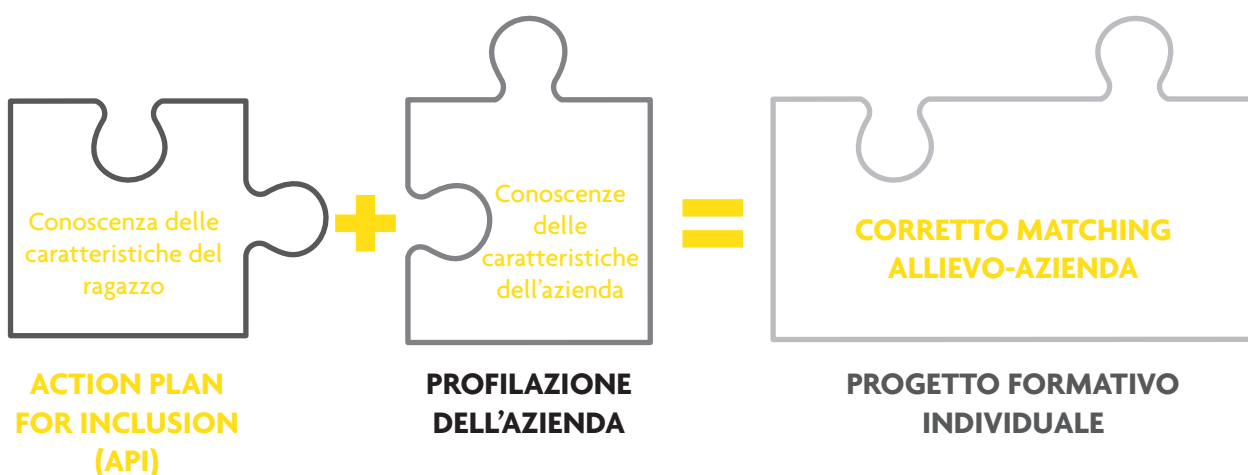 Conoscenza delle
caratteristiche del
ragazzo
+
Conoscenze
delle
caratteristiche
dell'azienda
=
CORRETTO MATCHING
ALLIEVO-AZIENDA
ACTION PLAN
FOR INCLUSION
(API)
PROFILAZIONE
DELL'AZIENDA
PROGETTO FORMATIVO
INDIVIDUALE